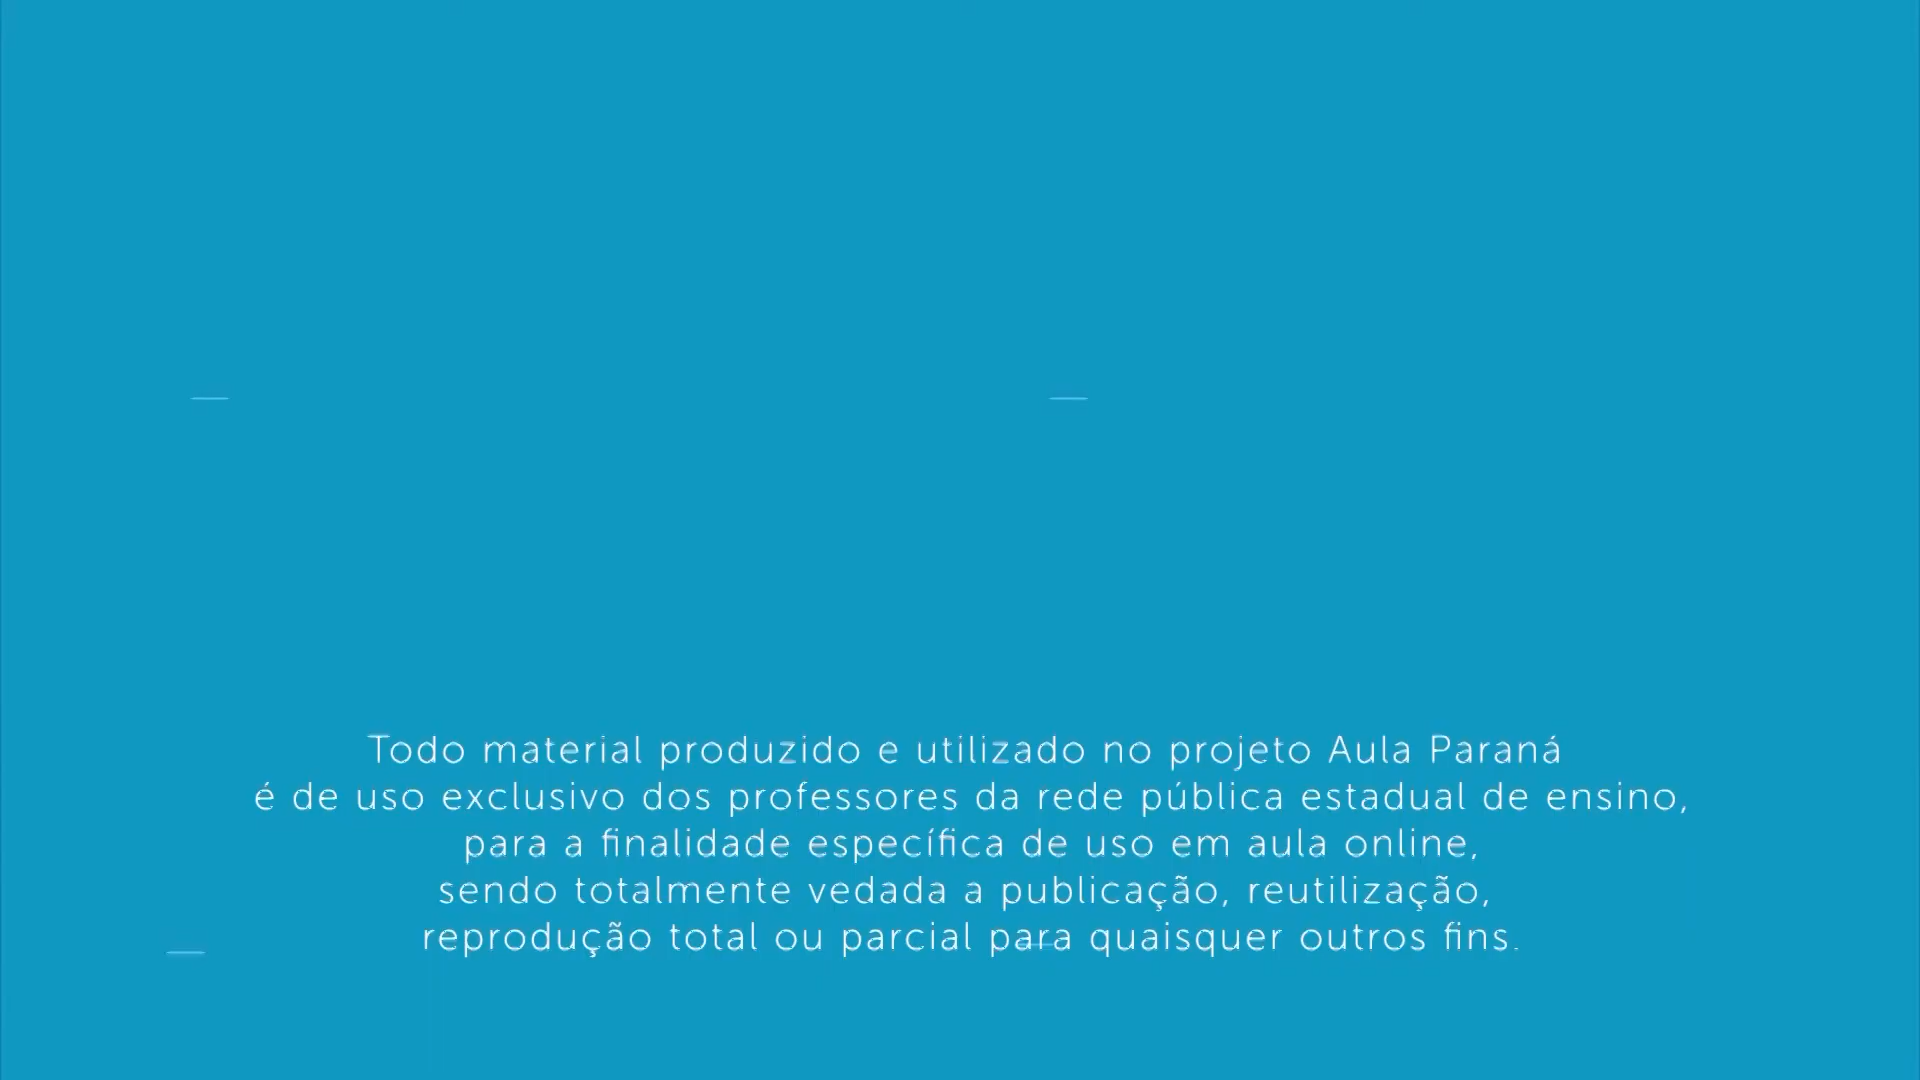 Todo material produzido e utilizado no projeto Aula Paraná
é de uso exclusivo dos professores da rede pública estadual de ensino,
para a finalidade específica de uso em aula online,
sendo totalmente vedada a publicação, reutilização,
reprodução total ou parcial para quaisquer outros fins.